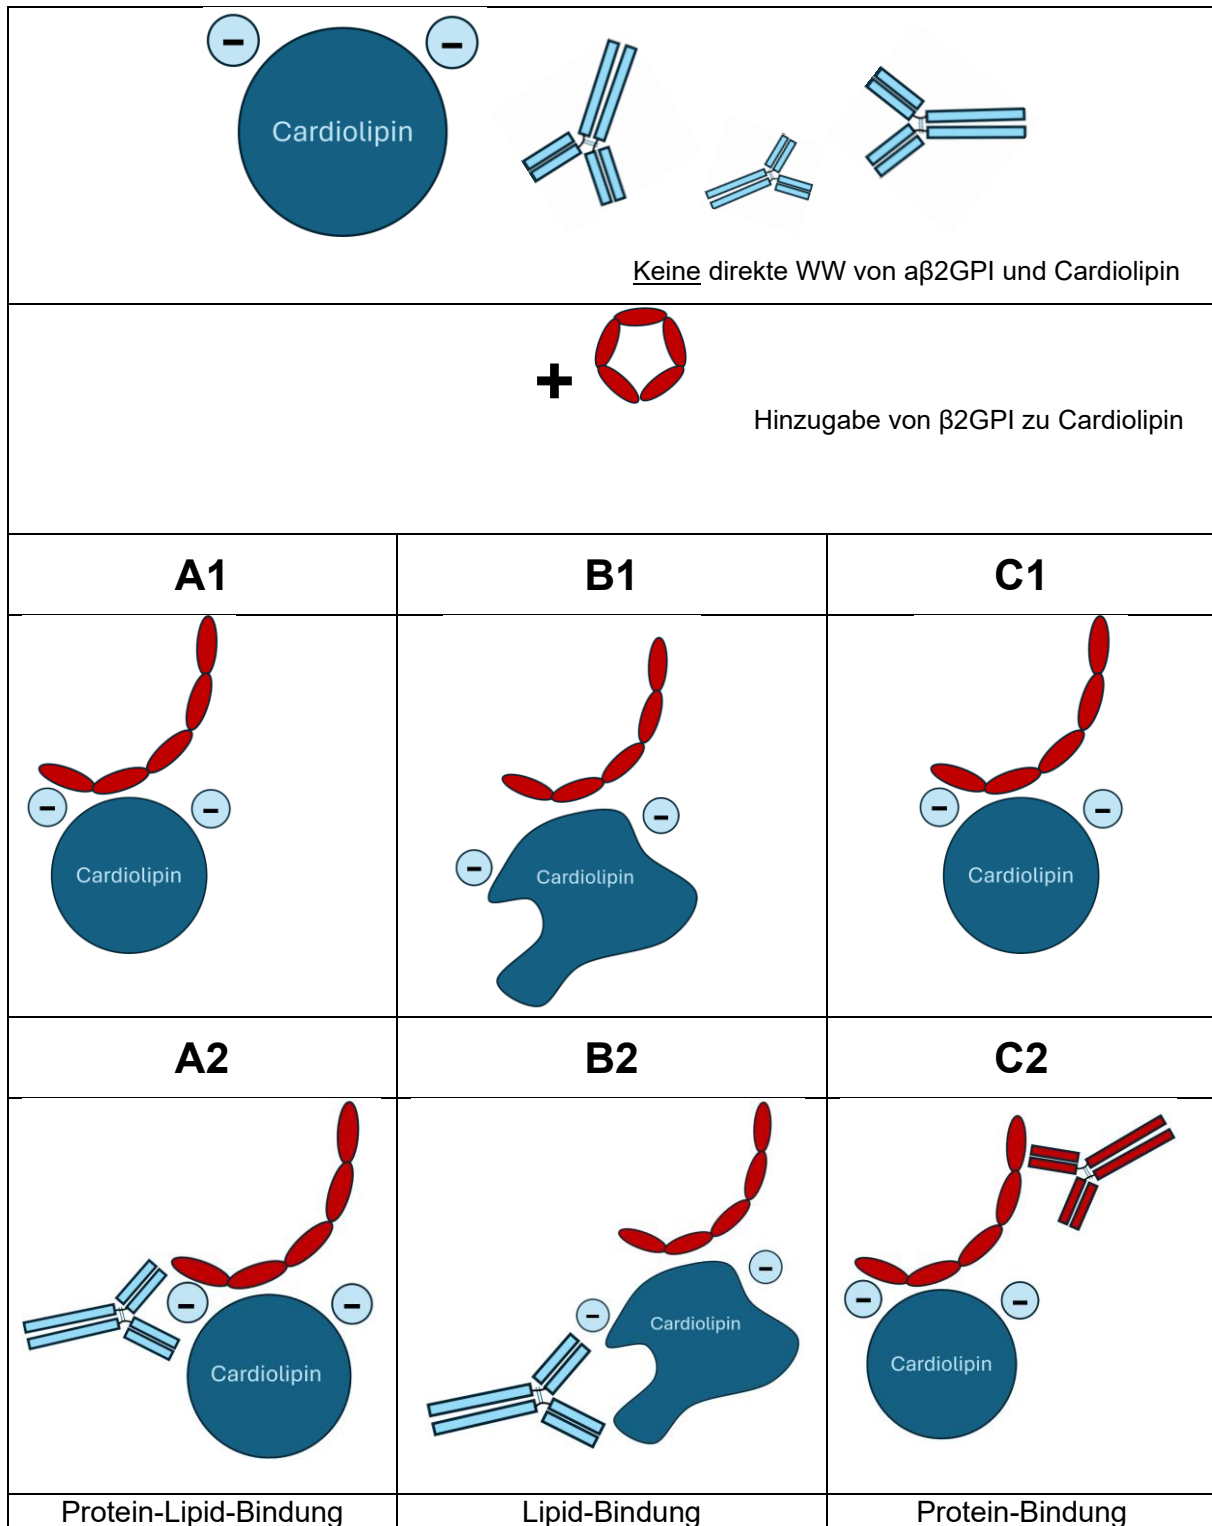 − −
Cardiolipin
Keine direkte WW von aβ2GPI und Cardiolipin
+
Hinzugabe von β2GPI zu Cardiolipin
A1 B1 C1
− − − − − −
Cardiolipin Cardiolipin Cardiolipin
A2 B2 C2
− − − − − −
Cardiolipin Cardiolipin Cardiolipin
Protein-Lipid-Bindung Lipid-Bindung Protein-Bindung